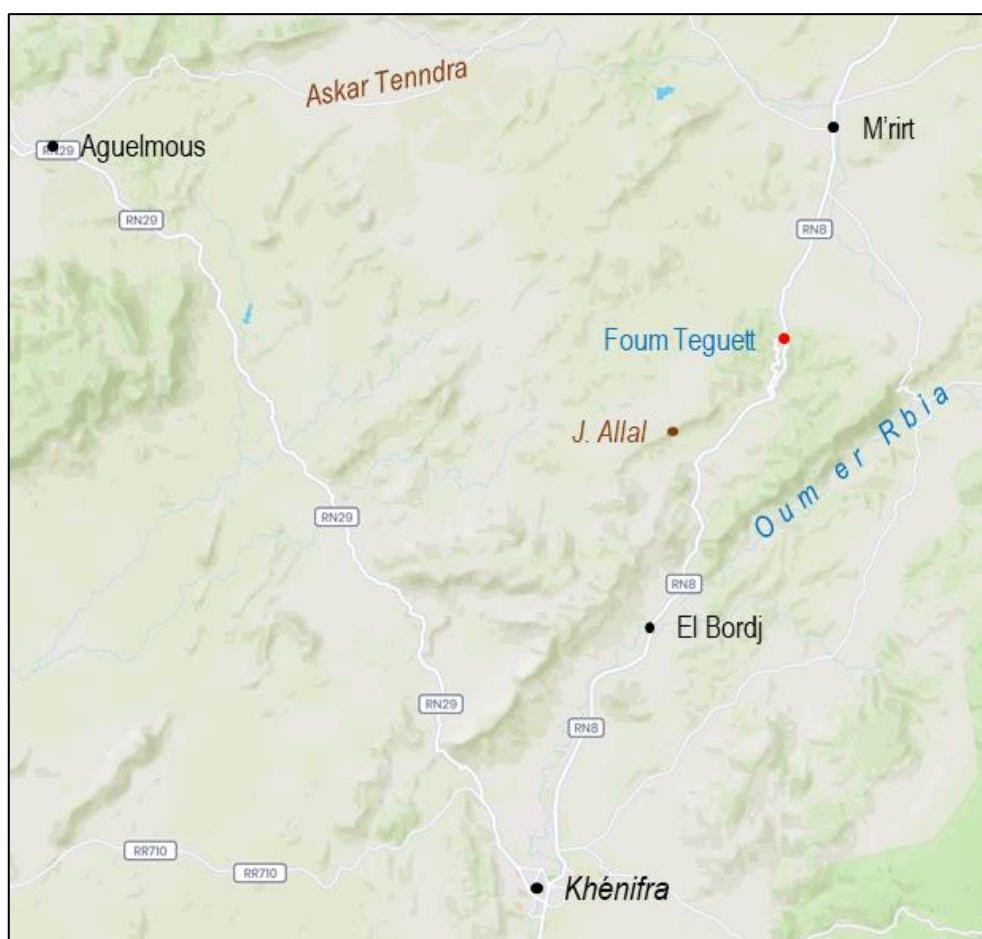 Askar Tenndra
M'rirt
RN29
Aguelmous
RN29
RN8
Foum Teguett
J. Allal
Oum er Rbia
RN29
RN8
El Bordj
RN29
RN8
RR710
RR710
Khénifra